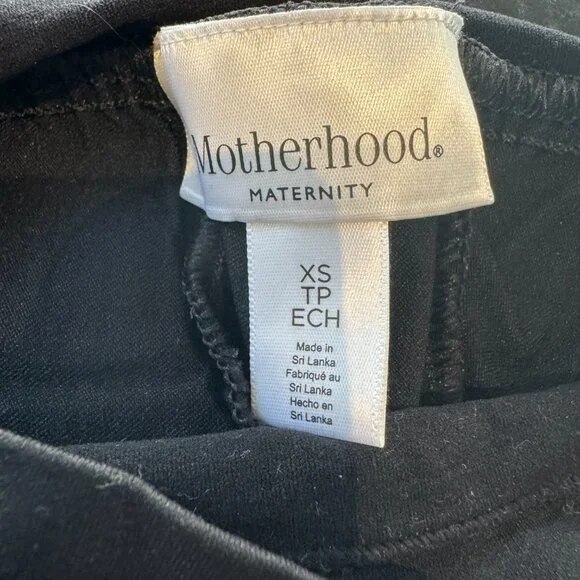 Motherhood®
MATERNITY
XS
TP
ECH
Made in
Sri Lanka
Fabriqué au
Sri Lanka
Hecho en
Sri Lanka